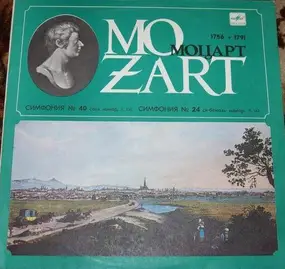 MO
1756 • 1791
МОЦАРТ
ZART
СИМФОНИЯ № 40
СИМФОНИЯ № 24